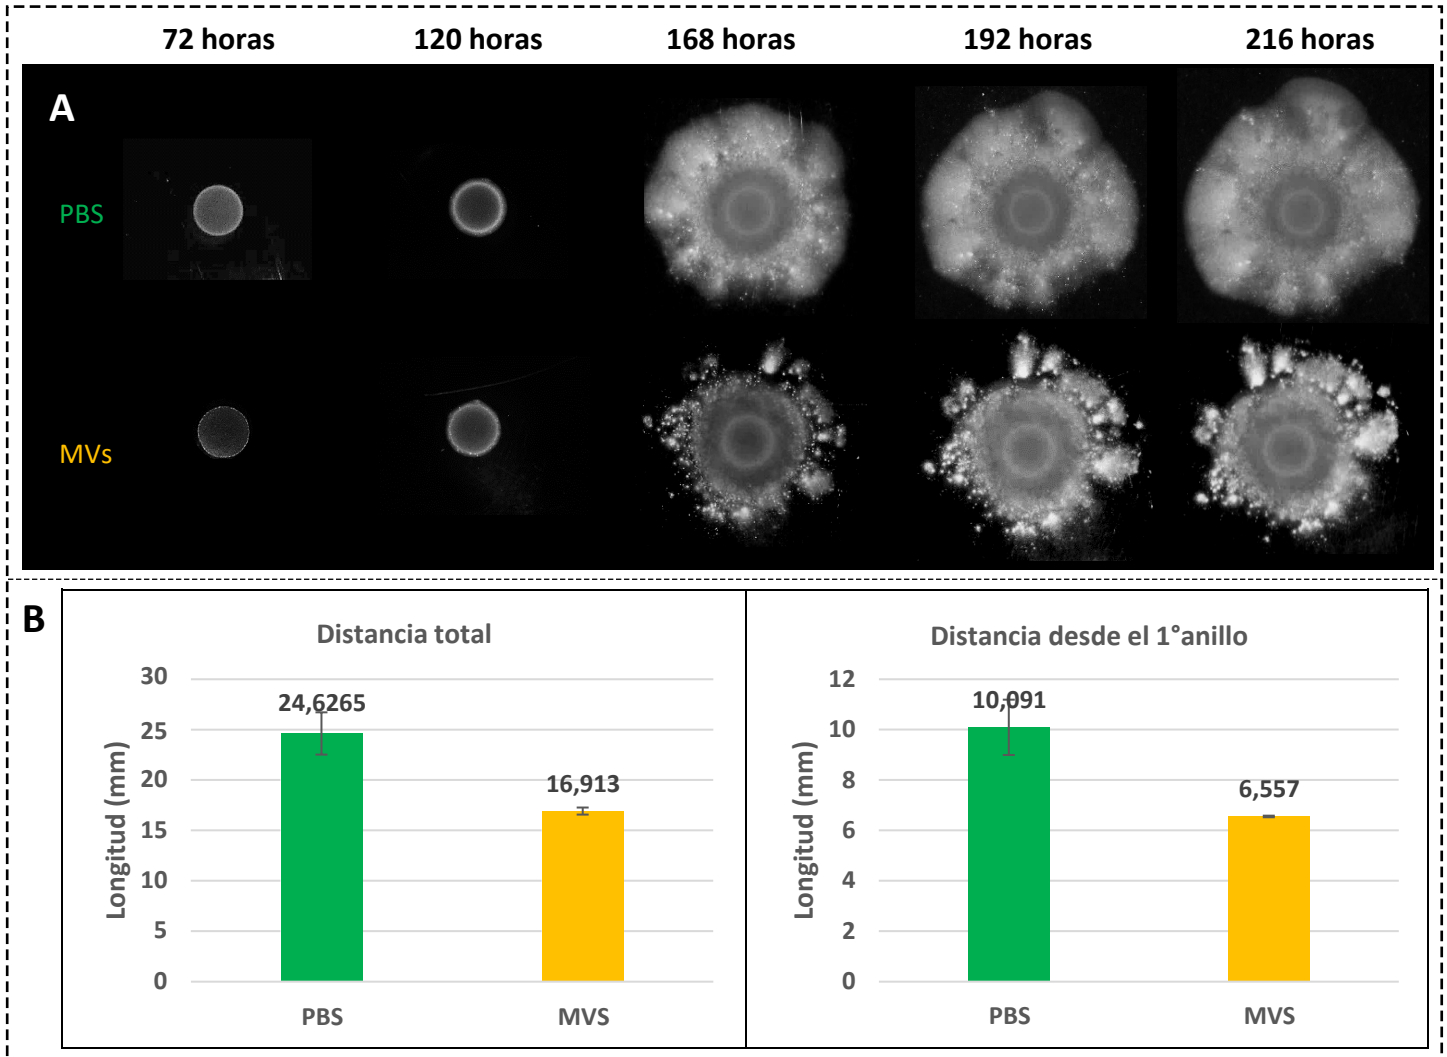 72 horas 120 horas 168 horas 192 horas 216 horas
A
PBS
MVs
B
Distancia total
30
25
20
15
10
5
0
Longitud (mm)
24,6265
16,913
PBS MVS
Distancia desde el 1°anillo
12
10
8
6
4
2
0
Longitud (mm)
10,091
6,557
PBS MVS